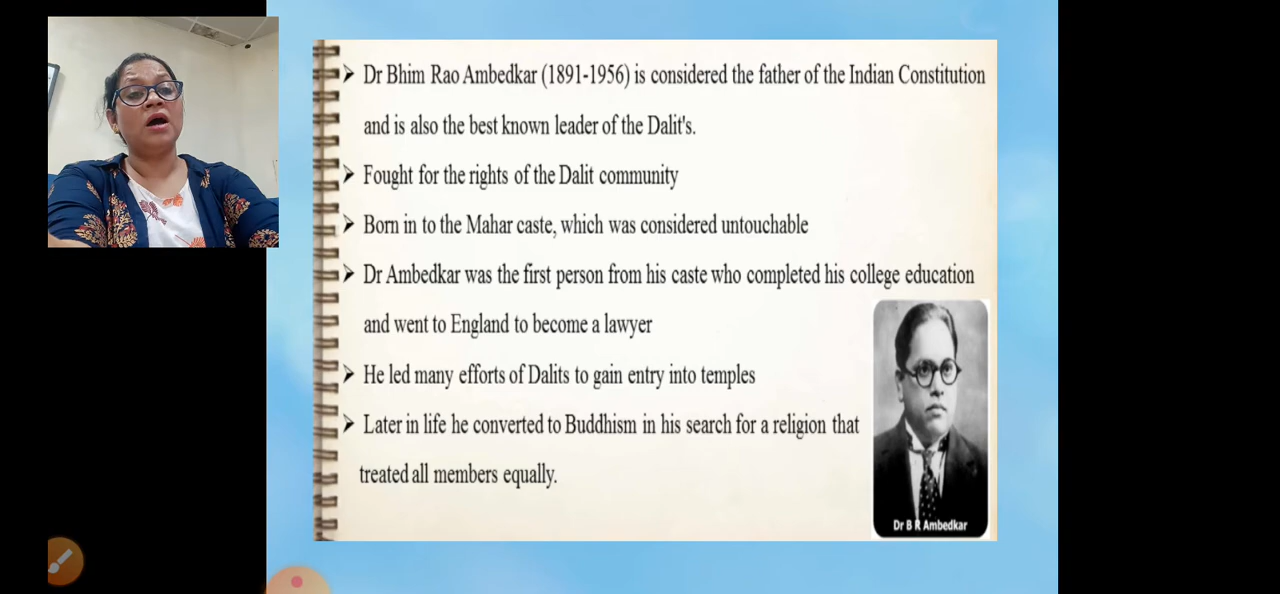 ➤ Dr Bhim Rao Ambedkar (1891-1956) is considered the father of the Indian Constitution
and is also the best known leader of the Dalit's.
➤ Fought for the rights of the Dalit community
➤ Born in to the Mahar caste, which was considered untouchable
➤ Dr Ambedkar was the first person from his caste who completed his college education
and went to England to become a lawyer
➤ He led many efforts of Dalits to gain entry into temples
➤ Later in life he converted to Buddhism in his search for a religion that
treated all members equally.
Dr B R Ambedkar